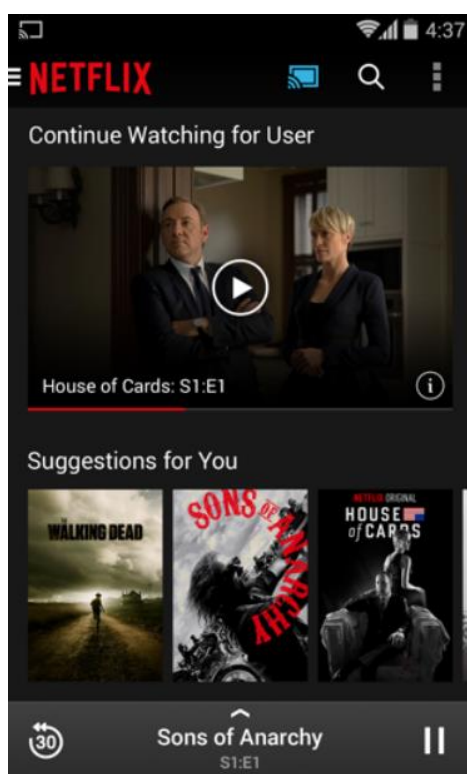 4:37
NETFLIX
Continue Watching for User
House of Cards: S1:E1
i
Suggestions for You
THE
WALKING DEAD
SONS OF ANARCHY
NETFLIX ORIGINAL
HOUSE
of CARDS
30
Sons of Anarchy
S1:E1